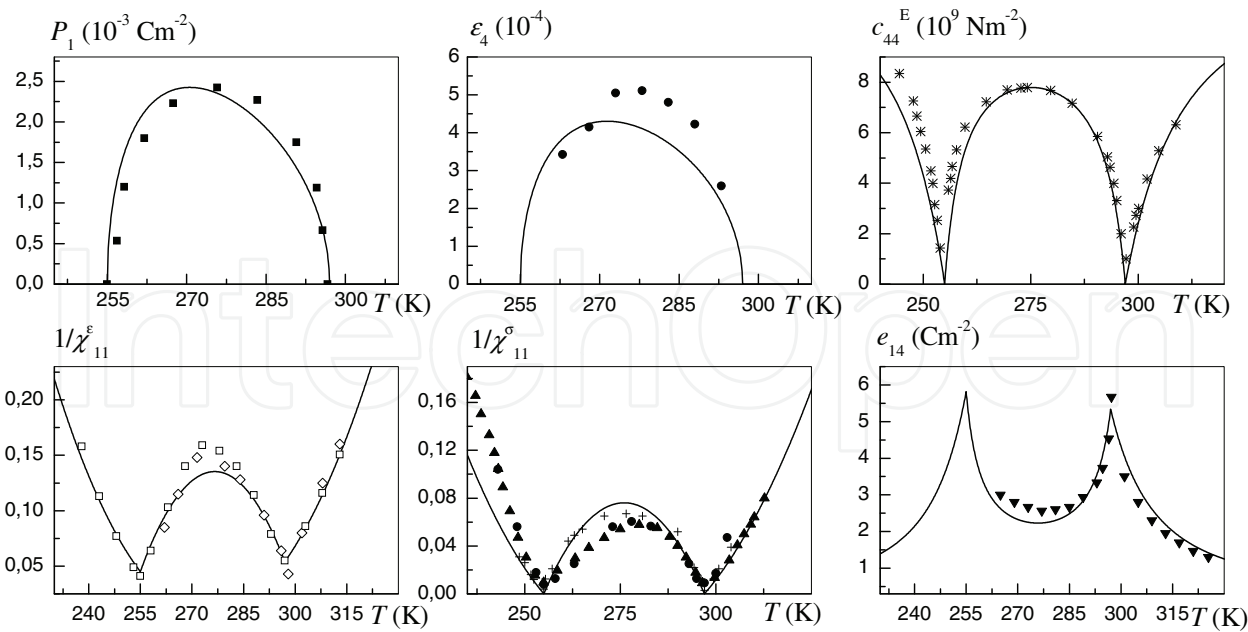 P₁ (10⁻³ Cm⁻²)
2,5
2,0
1,5
1,0
0,5
0,0
255 270 285 300 T (K)
ε₄ (10⁻⁴)
6
5
4
3
2
1
0
255 270 285 300 T (K)
c₄₄ᴱ (10⁹ Nm⁻²)
8
6
4
2
0
255 275 300 T (K)
1/χ₁₁^ε
0,20
0,15
0,10
0,05
240 255 270 285 300 315 T (K)
1/χ₁₁^σ
0,16
0,12
0,08
0,04
0,00
250 275 300 T (K)
e₁₄ (Cm⁻²)
6
5
4
3
2
1
240 255 270 285 300 315 T (K)
IntechOpen